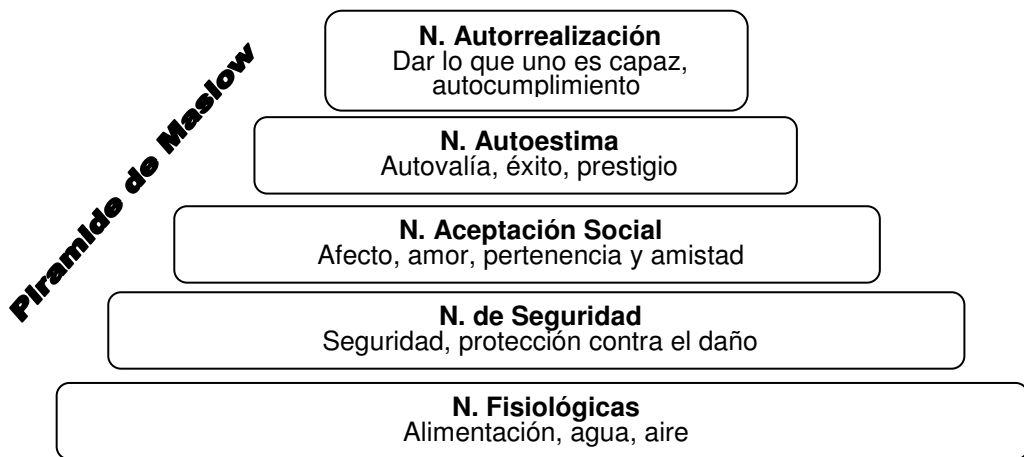 Piramide de Maslow
N. Autorrealización
Dar lo que uno es capaz,
autocumplimiento
N. Autoestima
Autovalía, éxito, prestigio
N. Aceptación Social
Afecto, amor, pertenencia y amistad
N. de Seguridad
Seguridad, protección contra el daño
N. Fisiológicas
Alimentación, agua, aire